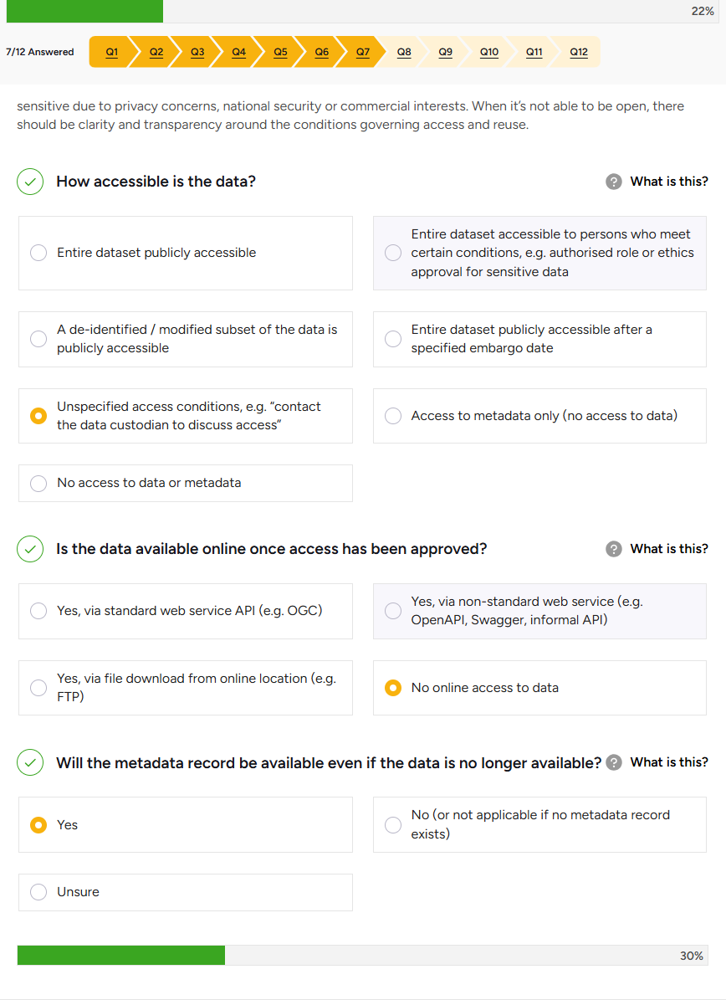 22%
7/12 Answered Q1 Q2 Q3 Q4 Q5 Q6 Q7 Q8 Q9 Q10 Q11 Q12
sensitive due to privacy concerns, national security or commercial interests. When it’s not able to be open, there
should be clarity and transparency around the conditions governing access and reuse.
How accessible is the data? ? What is this?
Entire dataset publicly accessible
Entire dataset accessible to persons who meet
certain conditions, e.g. authorised role or ethics
approval for sensitive data
A de-identified / modified subset of the data is
publicly accessible
Entire dataset publicly accessible after a
specified embargo date
Unspecified access conditions, e.g. “contact
the data custodian to discuss access”
Access to metadata only (no access to data)
No access to data or metadata
Is the data available online once access has been approved? ? What is this?
Yes, via standard web service API (e.g. OGC)
Yes, via non-standard web service (e.g.
OpenAPI, Swagger, informal API)
Yes, via file download from online location (e.g.
FTP)
No online access to data
Will the metadata record be available even if the data is no longer available? ? What is this?
Yes
No (or not applicable if no metadata record
exists)
Unsure
30%